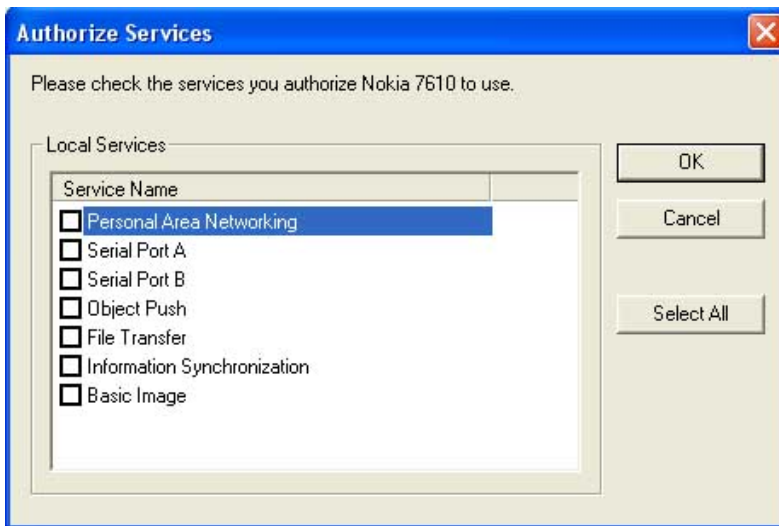 Authorize Services
Please check the services you authorize Nokia 7610 to use.
Local Services
Service Name
Personal Area Networking
Serial Port A
Serial Port B
Object Push
File Transfer
Information Synchronization
Basic Image
OK
Cancel
Select All